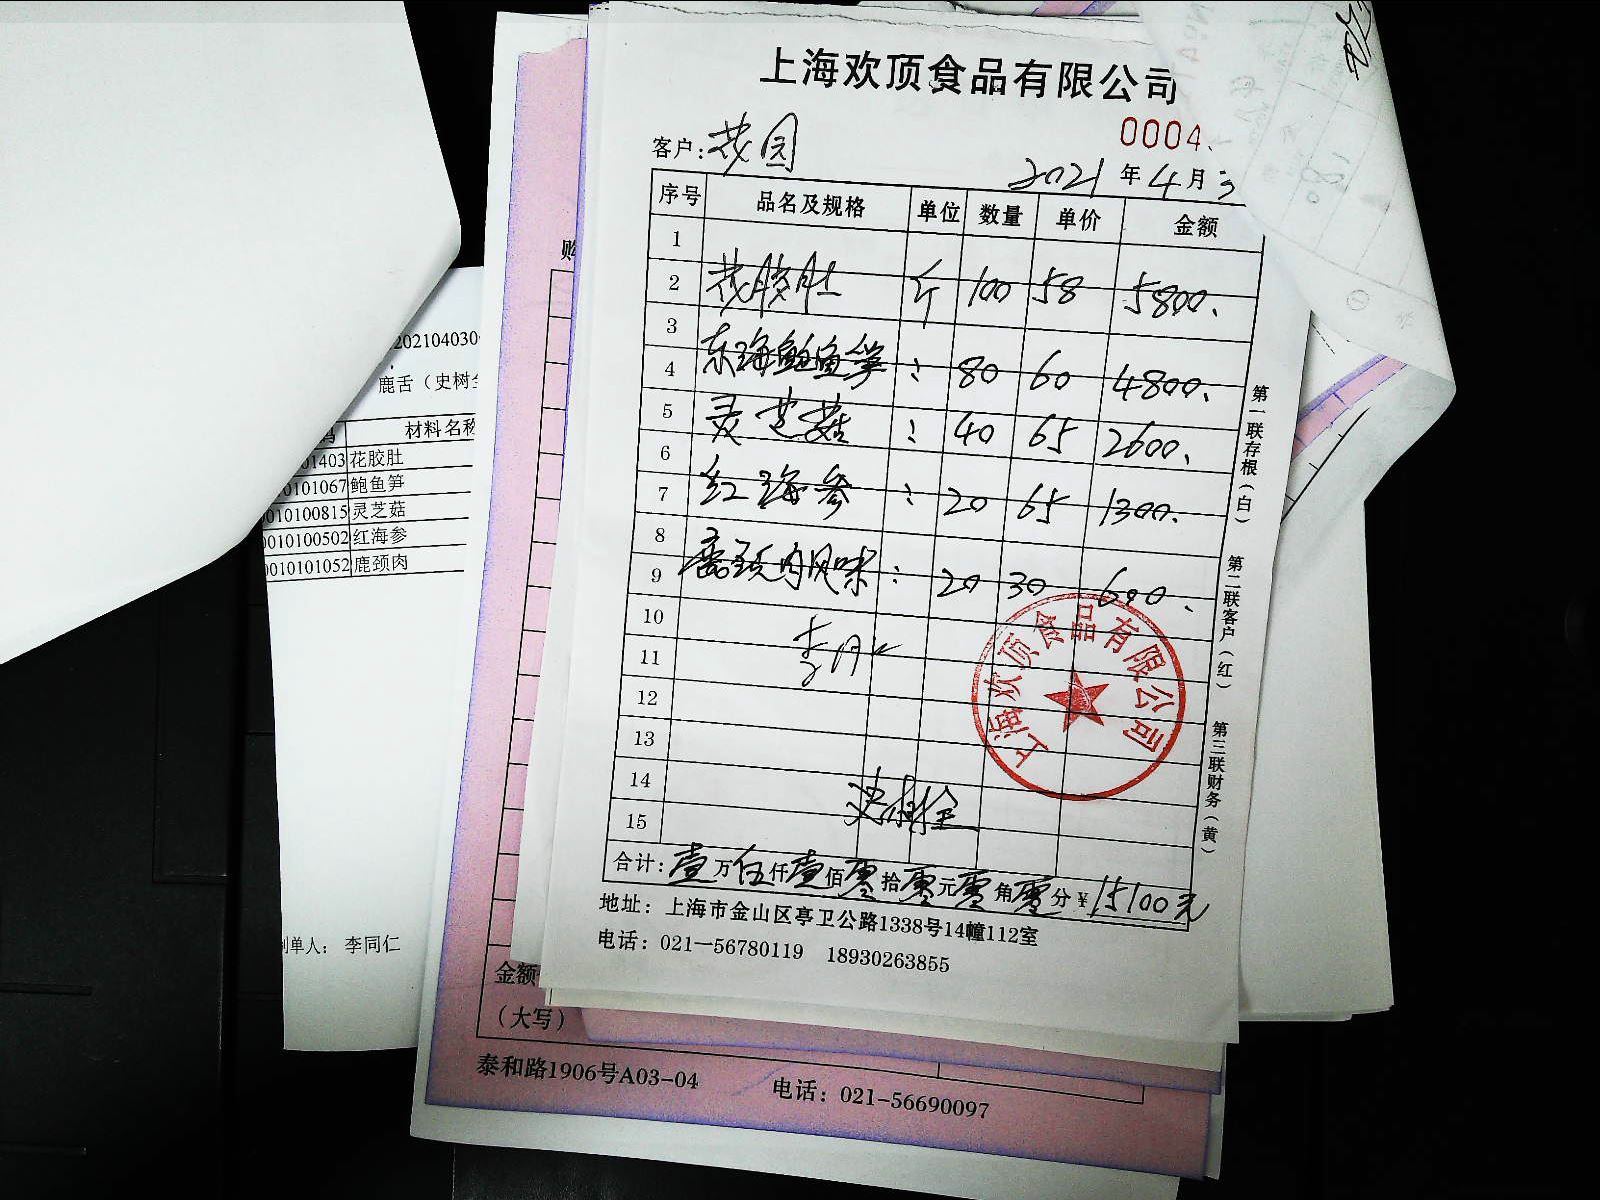 上海欢顶食品有限公司
0004
客户: 花园
2021 年 4 月 3
序号 品名及规格 单位 数量 单价 金额
1
2 花胶肚 斤 100 58 5800.
3
4 东海鲍鱼笋 : 80 60 4800.
5 灵芝菇 : 40 65 2600.
6
7 红海参 : 20 65 1300.
8
9 鹿颈肉风味 : 20 30 600.
10
11
12
13
14
史树全
15
合计: 壹万伍仟壹佰零拾零元零角零分 ¥15100元
地址: 上海市金山区亭卫公路1338号14幢112室
电话: 021—56780119 18930263855
第一联存根(白) 第二联客户(红) 第三联财务(黄)
上海欢顶食品有限公司
购
2021040300
鹿舌（史树全
码 材料名称
01403 花胶肚
0101067 鲍鱼笋
0010100815 灵芝菇
0010100502 红海参
0010101052 鹿颈肉
制单人: 李同仁
金额
（大写）
泰和路1906号A03-04 电话: 021-56690097